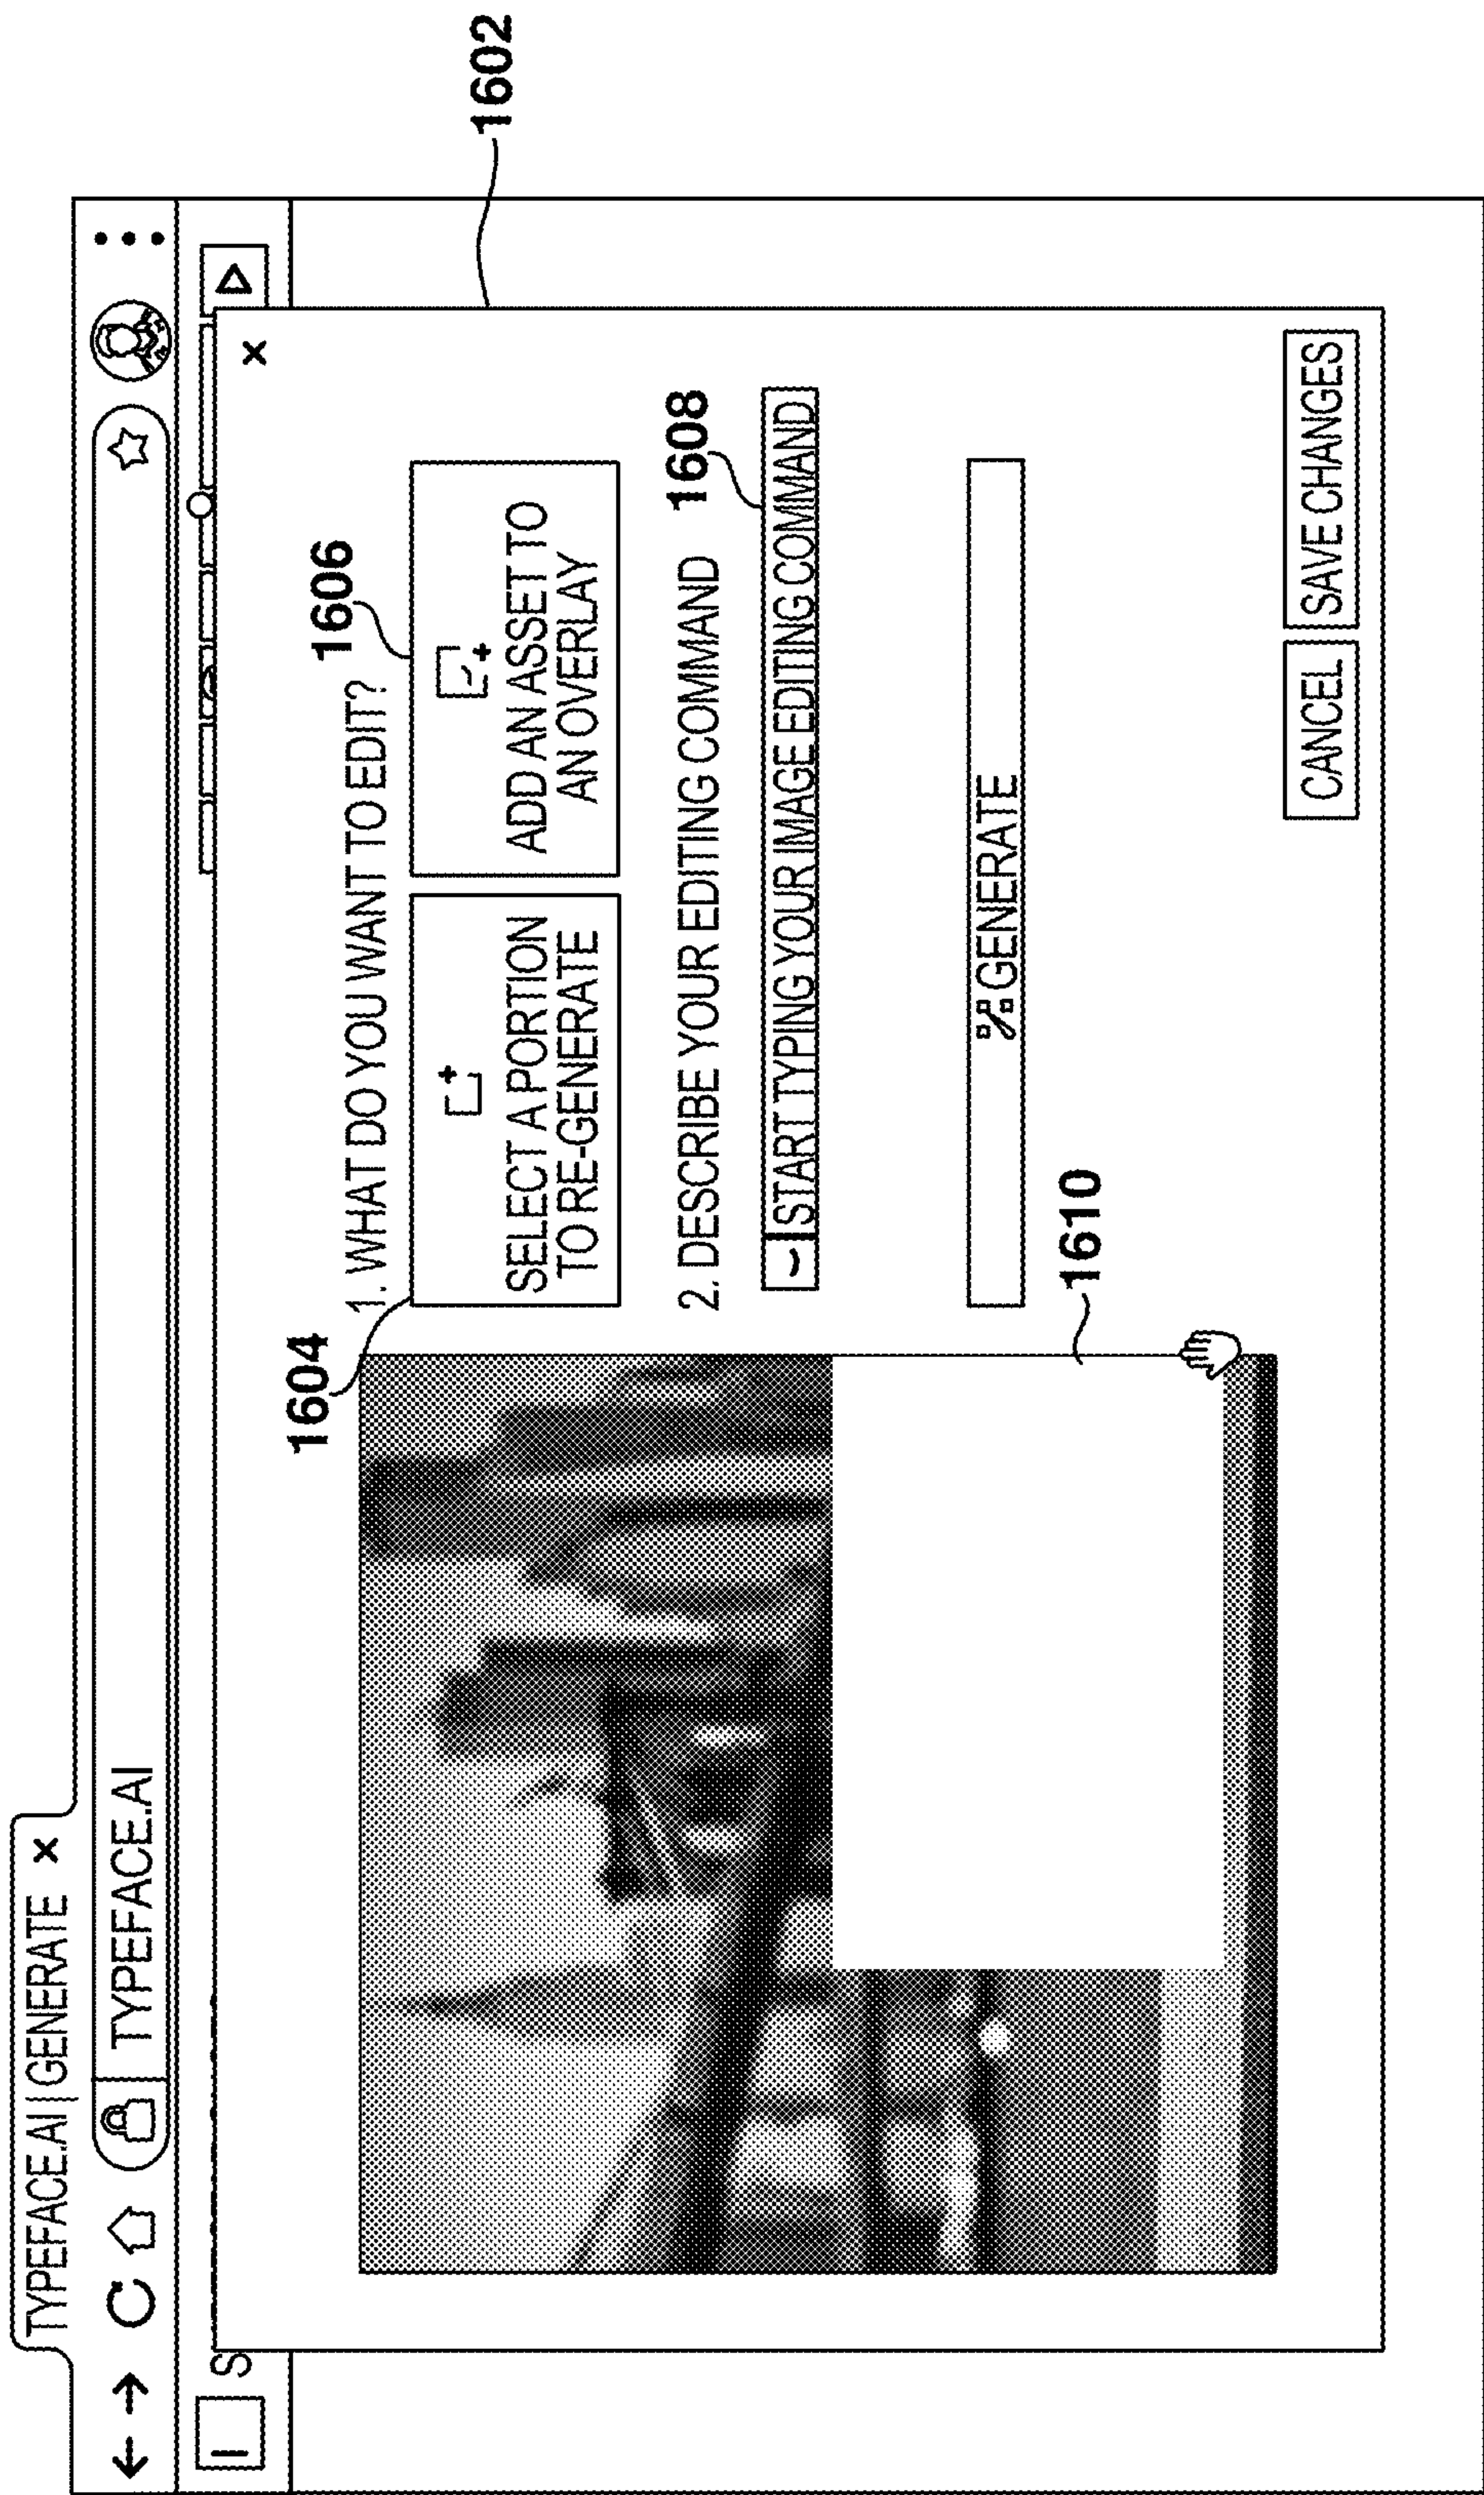 TYPEFACE.AI | GENERATE ×
TYPEFACE.AI
S
×
1602
1. WHAT DO YOU WANT TO EDIT?
1604
1606
SELECT A PORTION
TO RE-GENERATE
ADD AN ASSET TO
AN OVERLAY
2. DESCRIBE YOUR EDITING COMMAND
1608
START TYPING YOUR IMAGE EDITING COMMAND
GENERATE
1610
CANCEL
SAVE CHANGES